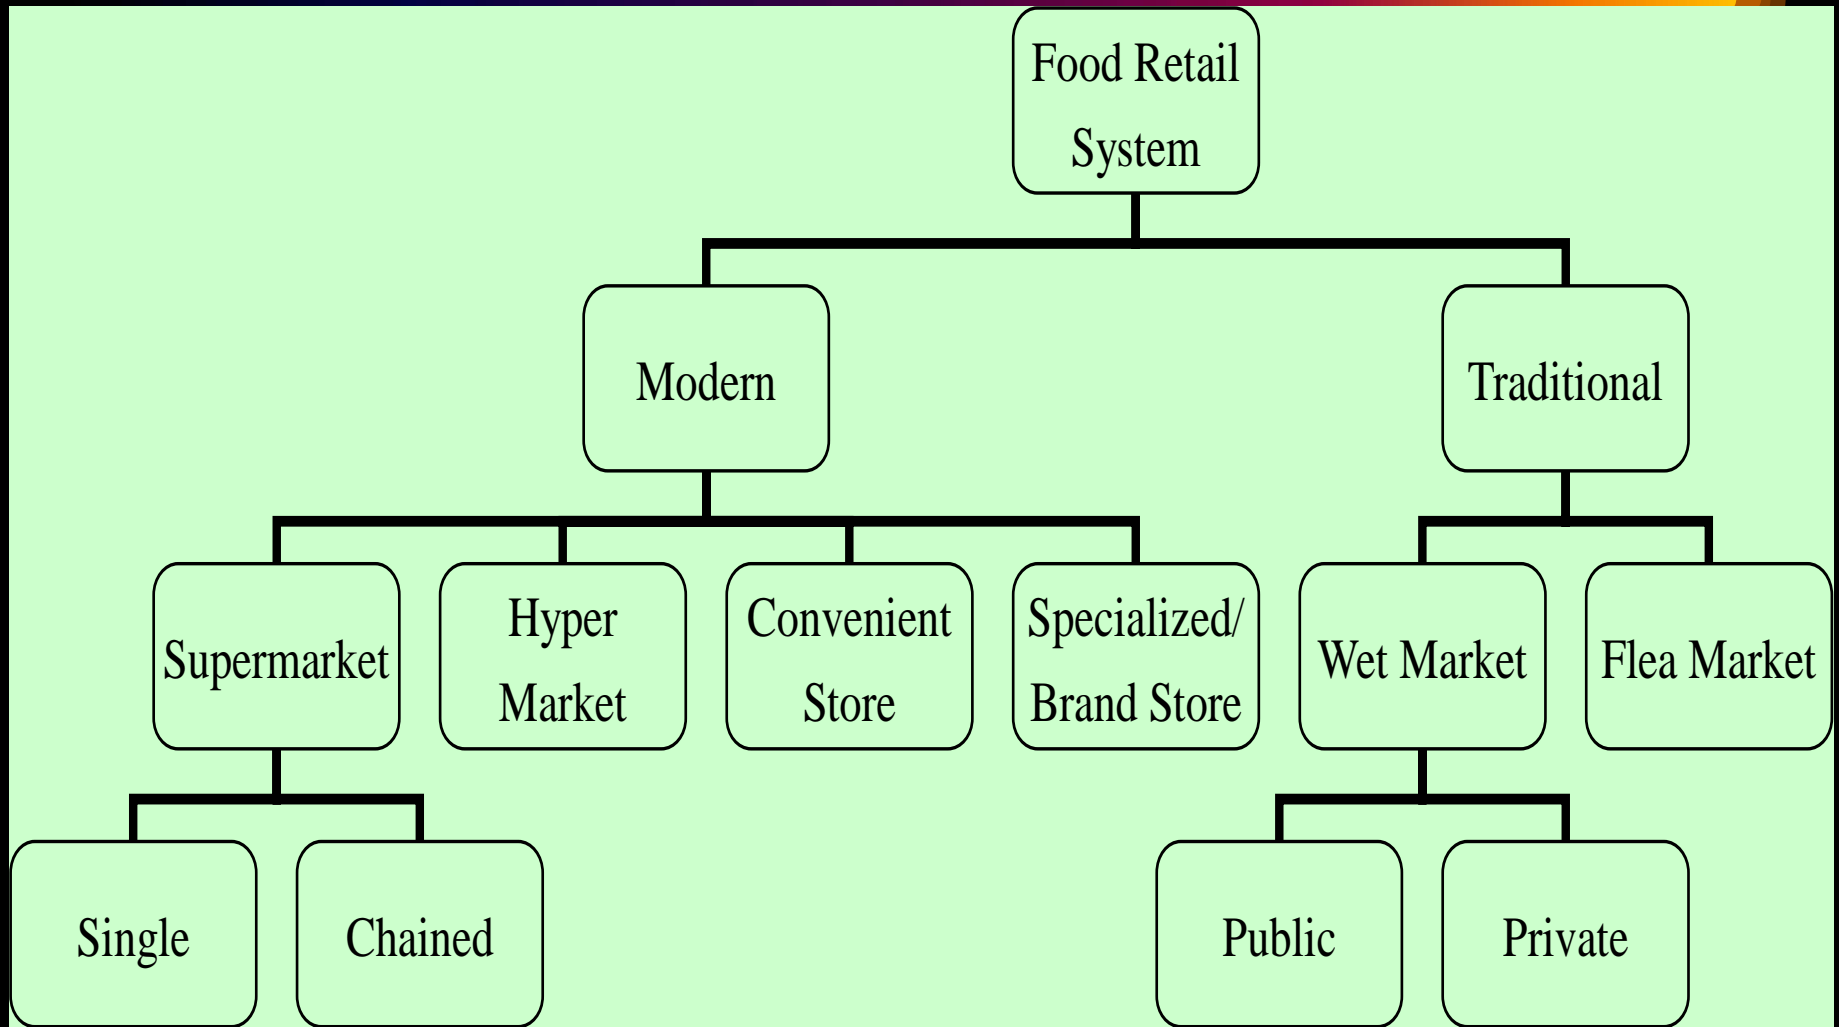 Food Retail
System
Modern
Traditional
Supermarket
Hyper
Market
Convenient
Store
Specialized/
Brand Store
Wet Market
Flea Market
Single
Chained
Public
Private